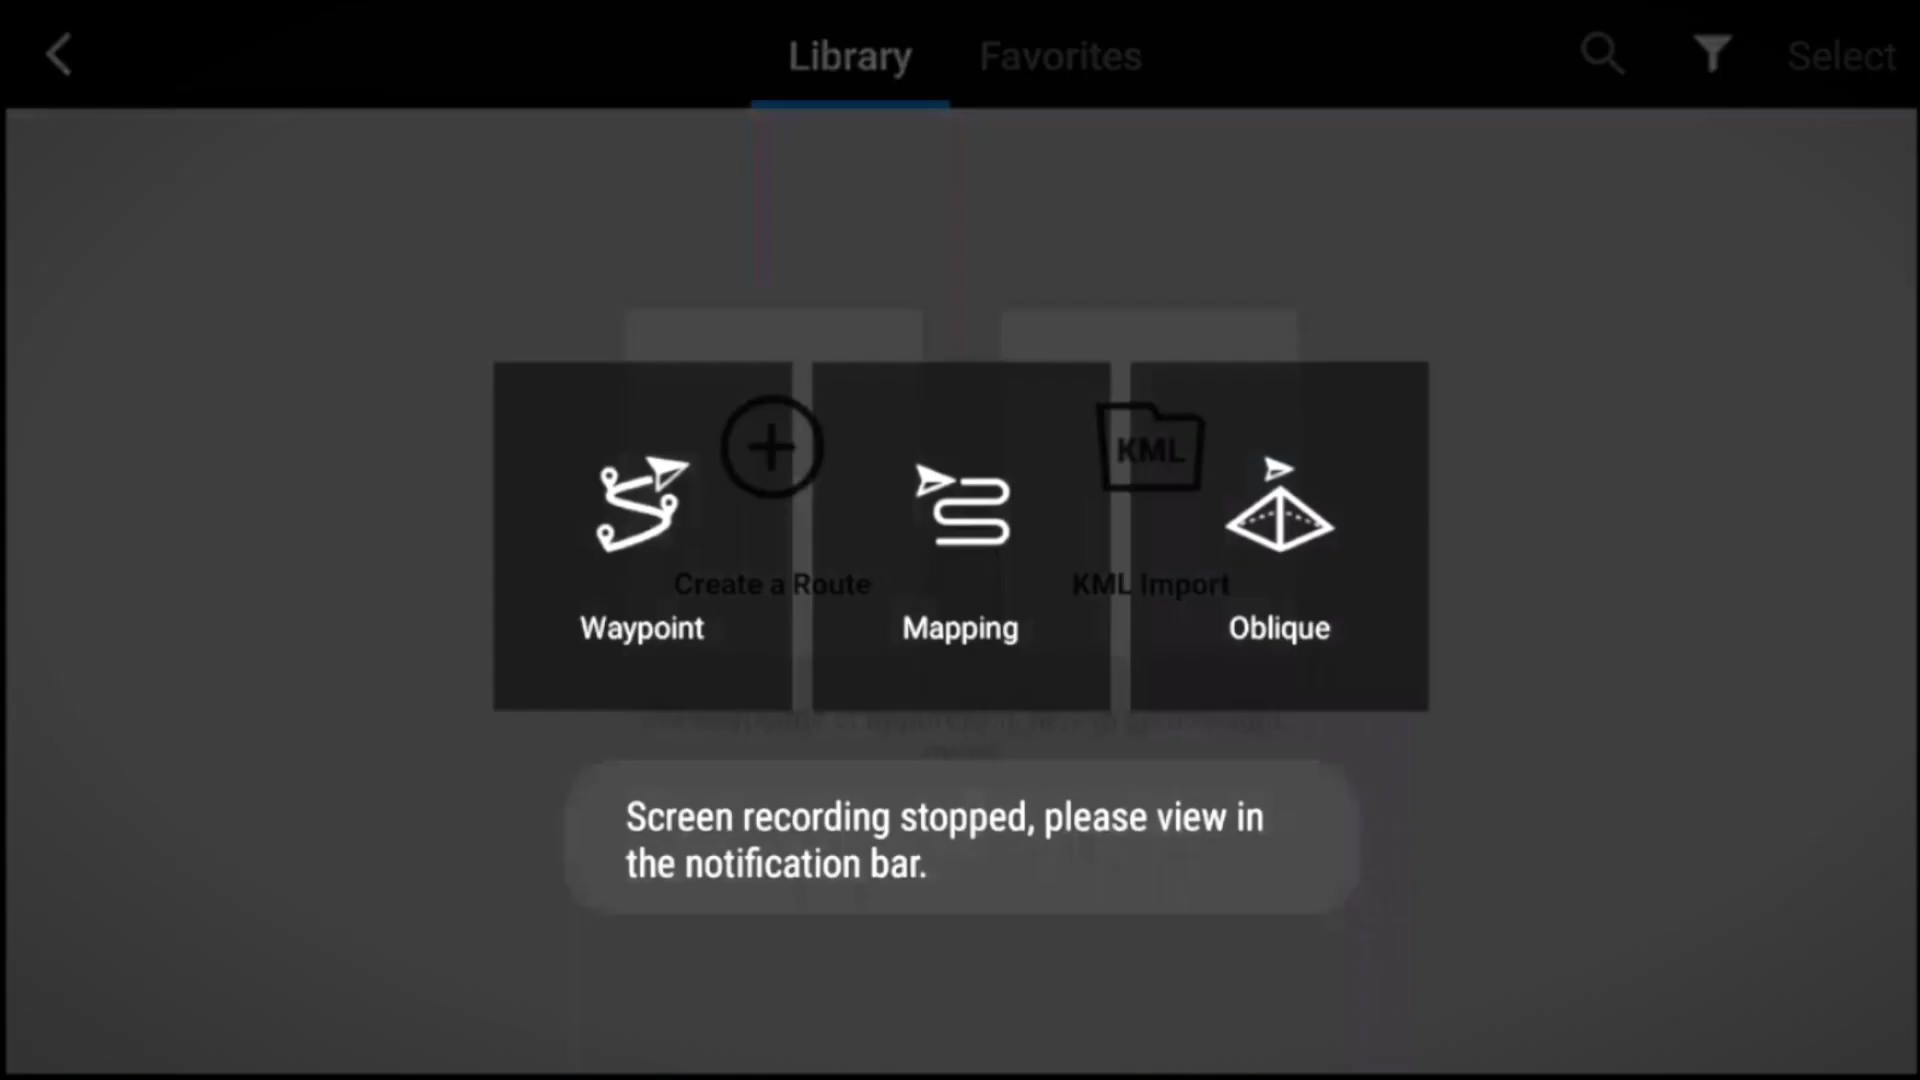 Library
Favorites
Select
KML
Create a Route
KML Import
Waypoint
Mapping
Oblique
Screen recording stopped, please view in
the notification bar.